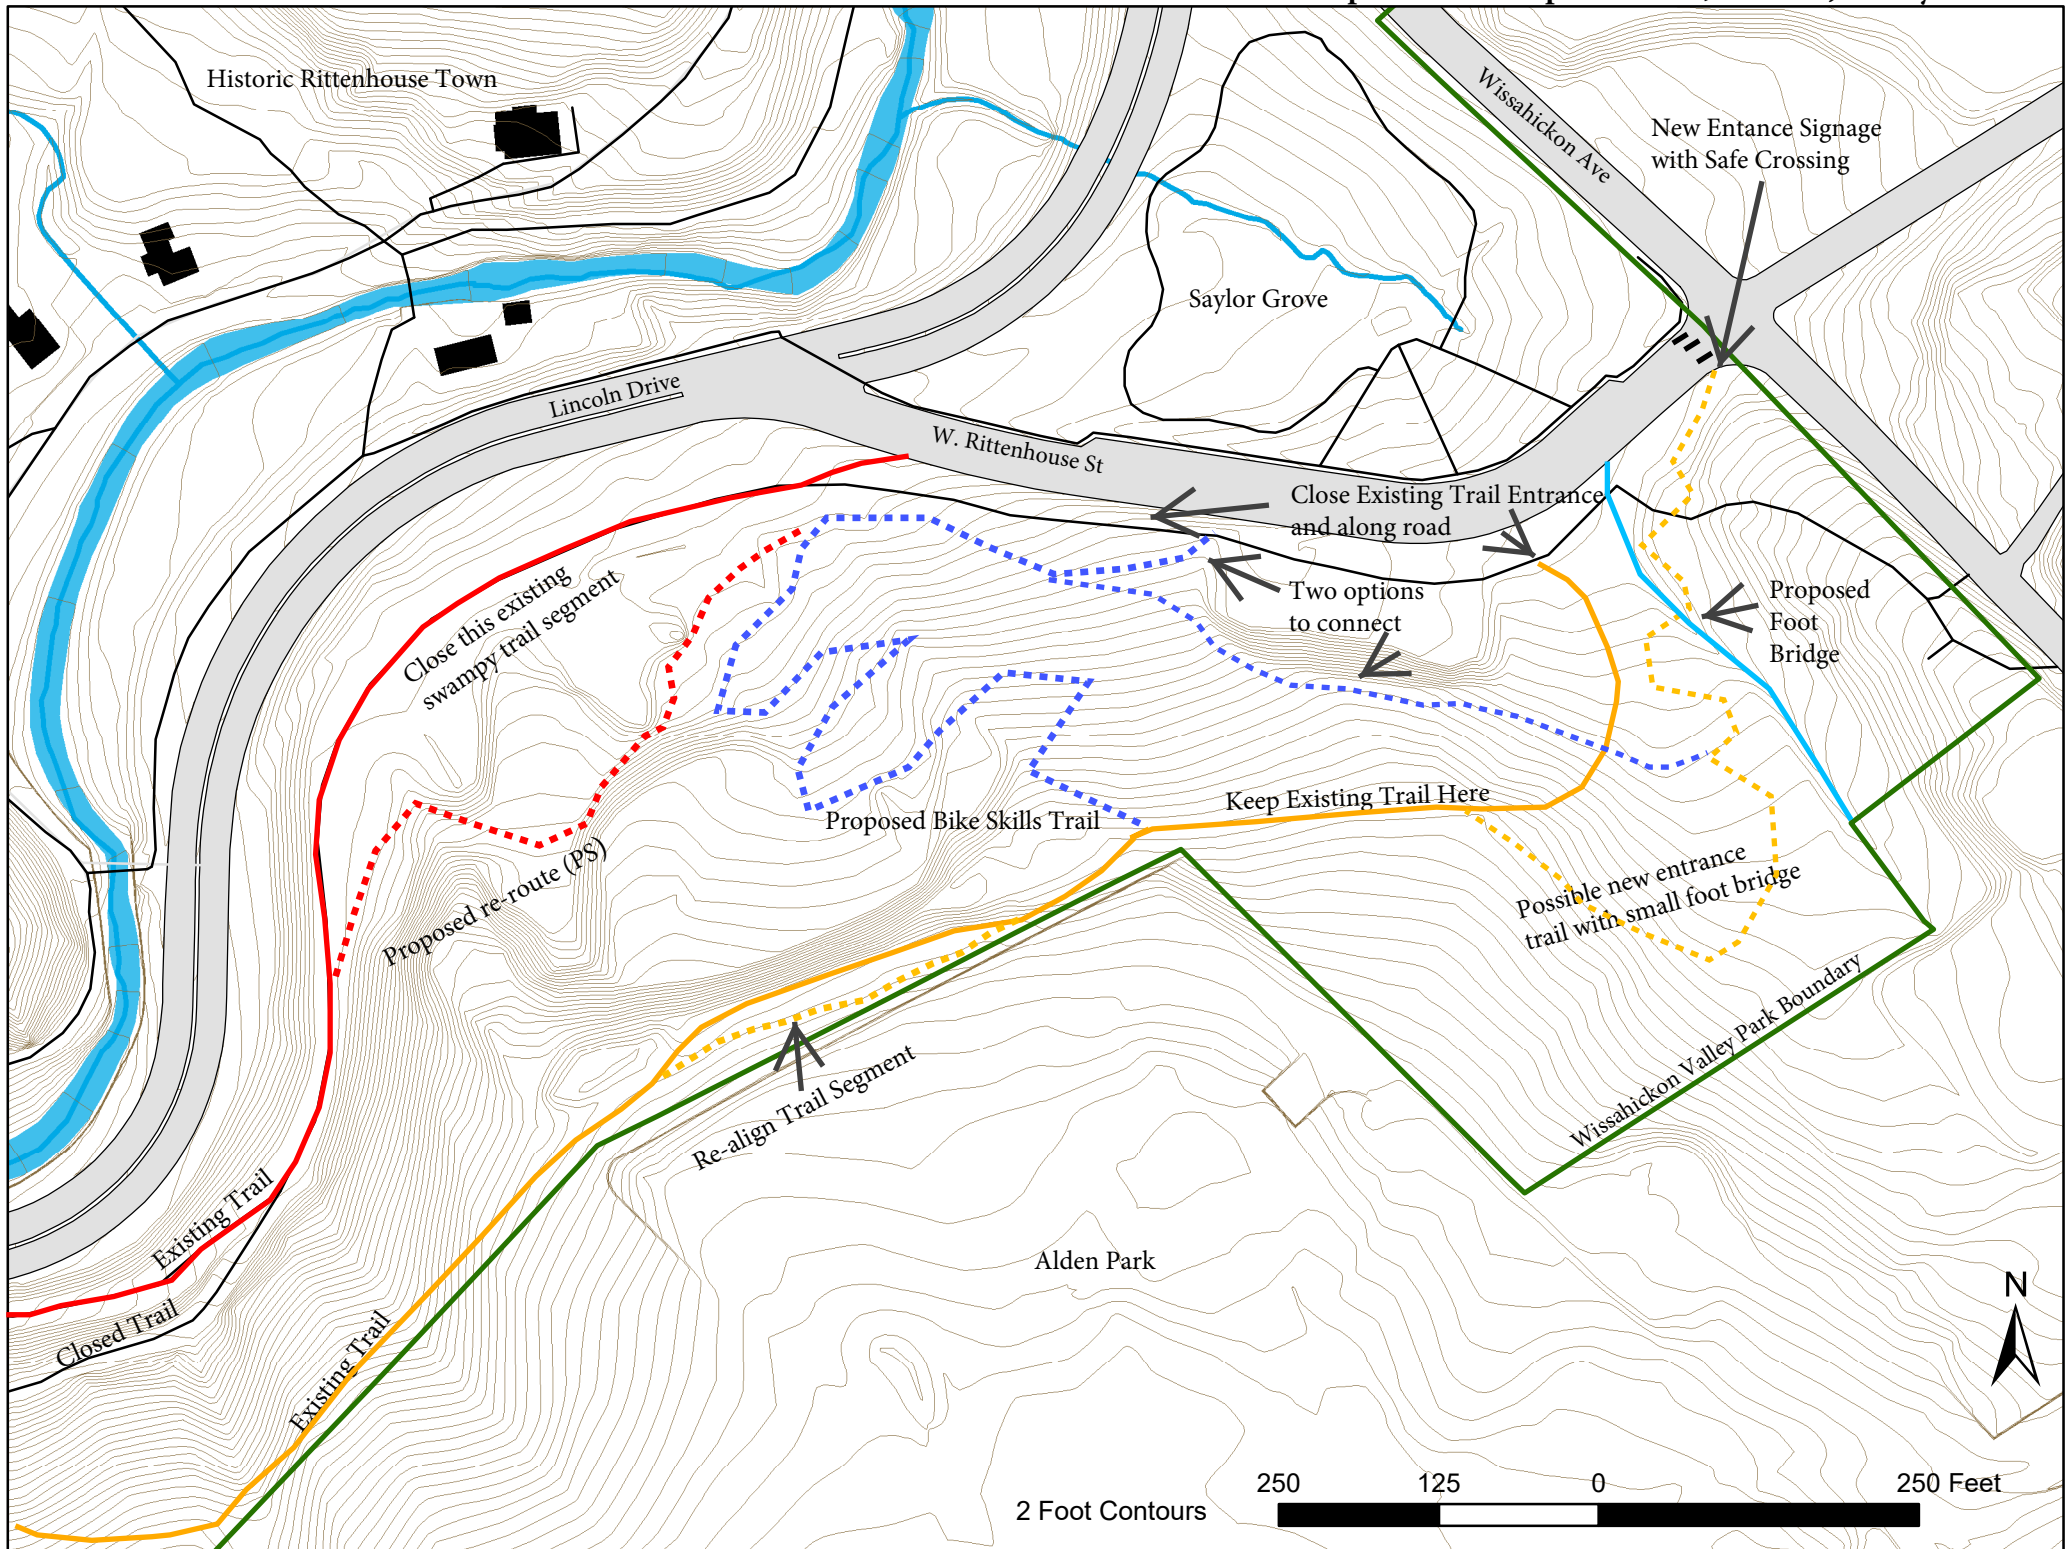 Historic Rittenhouse Town
Wissahickon Ave
New Entance Signage
with Safe Crossing
Saylor Grove
Lincoln Drive
W. Rittenhouse St
Close Existing Trail Entrance
and along road
Two options
to connect
Proposed
Foot
Bridge
Close this existing
swampy trail segment
Keep Existing Trail Here
Proposed Bike Skills Trail
Proposed re-route (PS)
Possible new entrance
trail with small foot bridge
Wissahickon Valley Park Boundary
Re-align Trail Segment
Existing Trail
Closed Trail
Existing Trail
Alden Park
N
250 125 0 250 Feet
2 Foot Contours